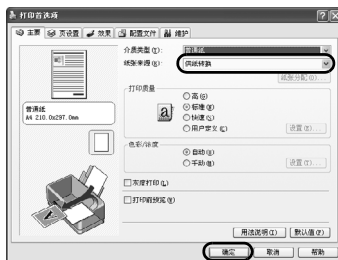 打印首选项
主要 页设置 效果 配置文件 维护
介质类型(T): 普通纸
纸张来源(R): 供纸转换
纸张分配(O)...
打印质量
高(G)
标准(D)
快速(S)
用户定义(C) 设置(E)...
普通纸
A4 210.0x297.0mm
色彩/浓度
自动(U)
手动(N) 设置(T)...
灰度打印(L)
打印前预览(W)
用法说明(I) 默认值(F)
确定 取消 帮助